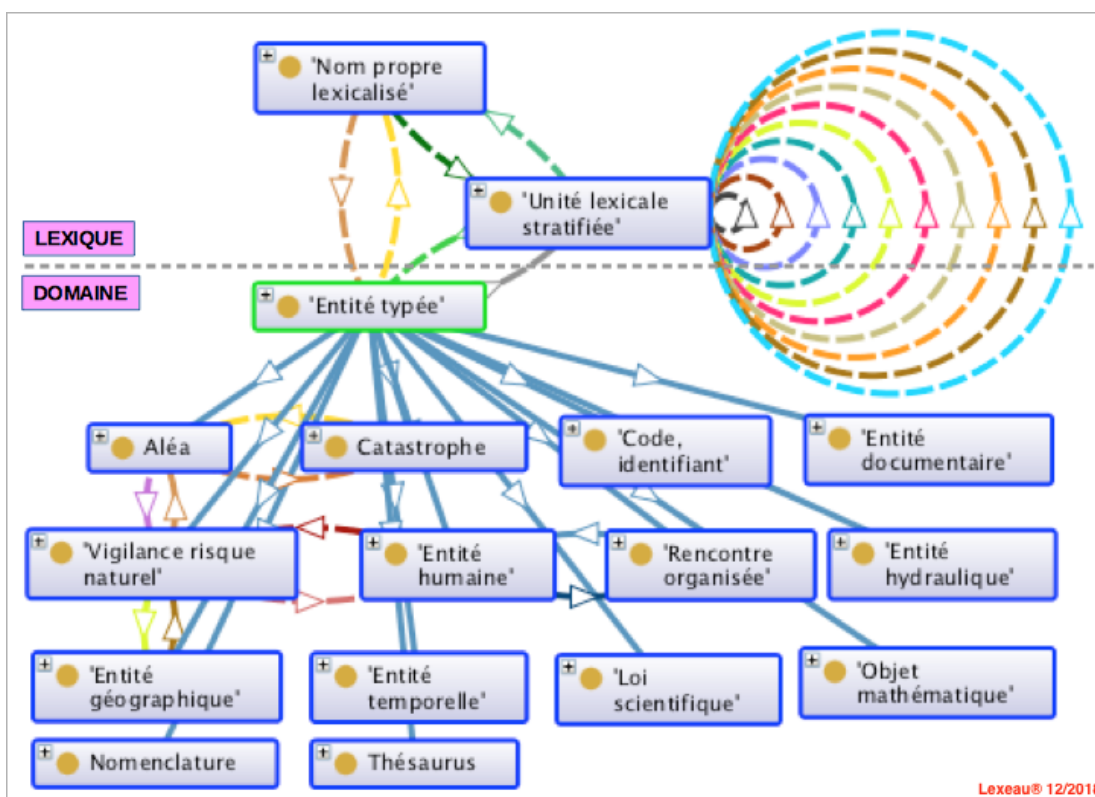 'Nom propre
lexicalisé'
'Unité lexicale
stratifiée'
LEXIQUE
DOMAINE
'Entité typée'
Aléa
Catastrophe
'Code,
identifiant'
'Entité
documentaire'
'Vigilance risque
naturel'
'Entité
humaine'
'Rencontre
organisée'
'Entité
hydraulique'
'Entité
géographique'
'Entité
temporelle'
'Loi
scientifique'
'Objet
mathématique'
Nomenclature
Thésaurus
Lexeau® 12/2018